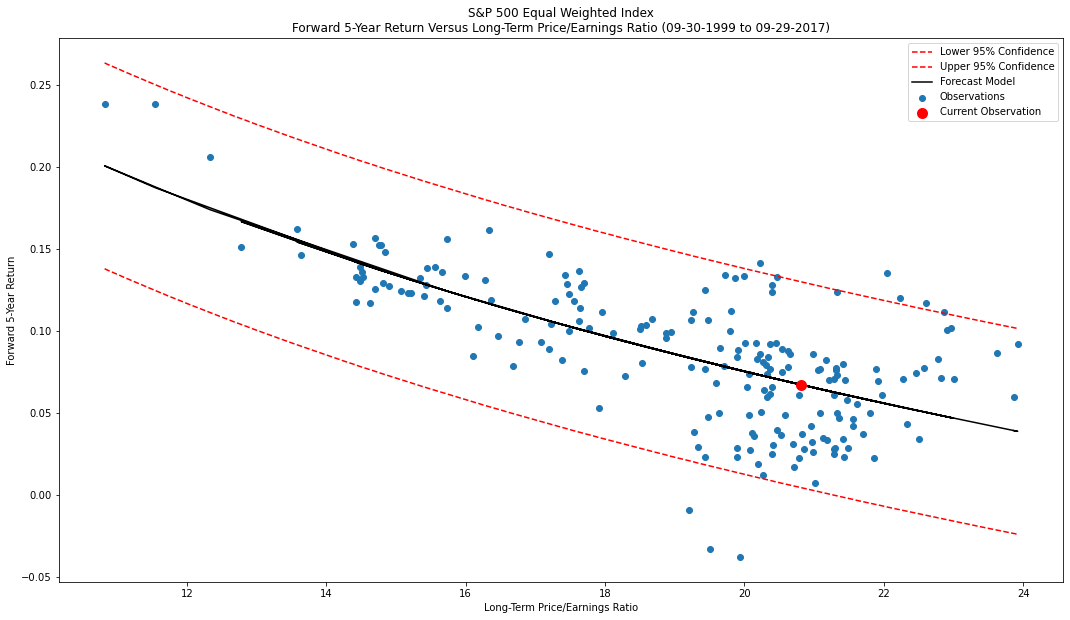 S&P 500 Equal Weighted Index
Forward 5-Year Return Versus Long-Term Price/Earnings Ratio (09-30-1999 to 09-29-2017)
Lower 95% Confidence
Upper 95% Confidence
Forecast Model
Observations
Current Observation
0.25
0.20
0.15
0.10
0.05
0.00
−0.05
Forward 5-Year Return
12 14 16 18 20 22 24
Long-Term Price/Earnings Ratio